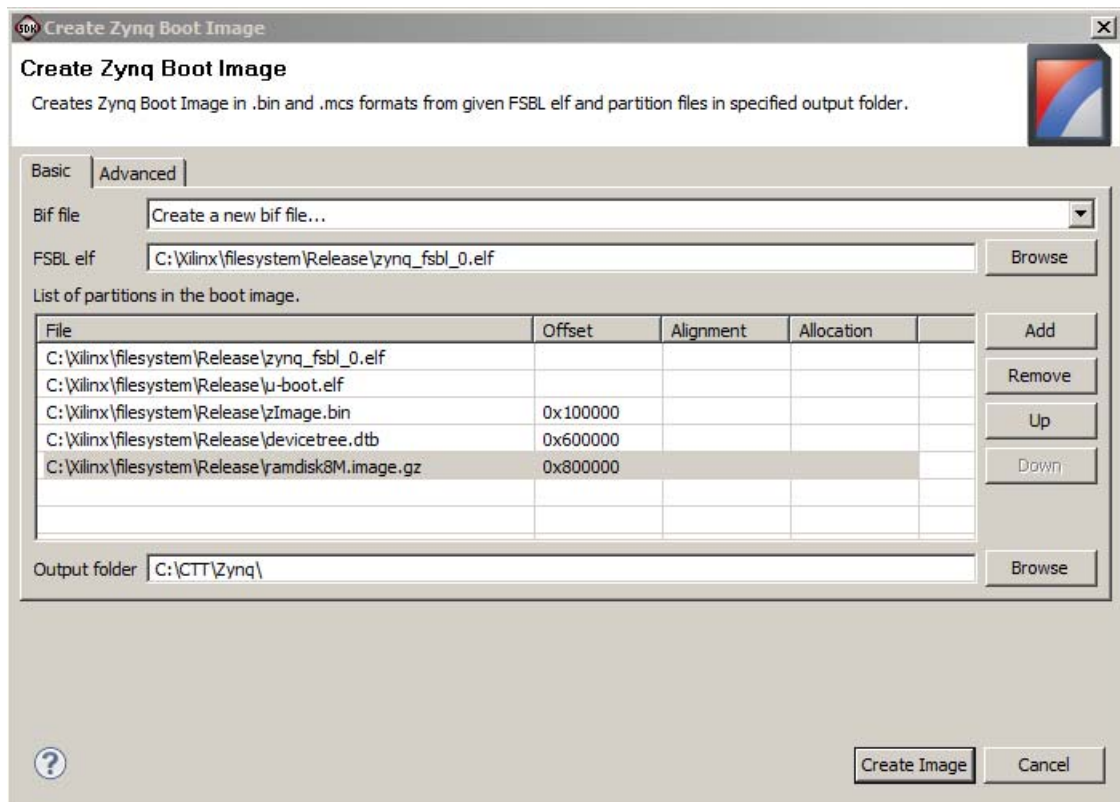 SDK Create Zynq Boot Image
Create Zynq Boot Image
Creates Zynq Boot Image in .bin and .mcs formats from given FSBL elf and partition files in specified output folder.
Basic Advanced
Bif file Create a new bif file...
FSBL elf C:\Xilinx\filesystem\Release\zynq_fsbl_0.elf Browse
List of partitions in the boot image.
File Offset Alignment Allocation Add
C:\Xilinx\filesystem\Release\zynq_fsbl_0.elf
C:\Xilinx\filesystem\Release\u-boot.elf Remove
C:\Xilinx\filesystem\Release\zImage.bin 0x100000 Up
C:\Xilinx\filesystem\Release\devicetree.dtb 0x600000
C:\Xilinx\filesystem\Release\ramdisk8M.image.gz 0x800000 Down
Output folder C:\CTT\Zynq\ Browse
? Create Image Cancel